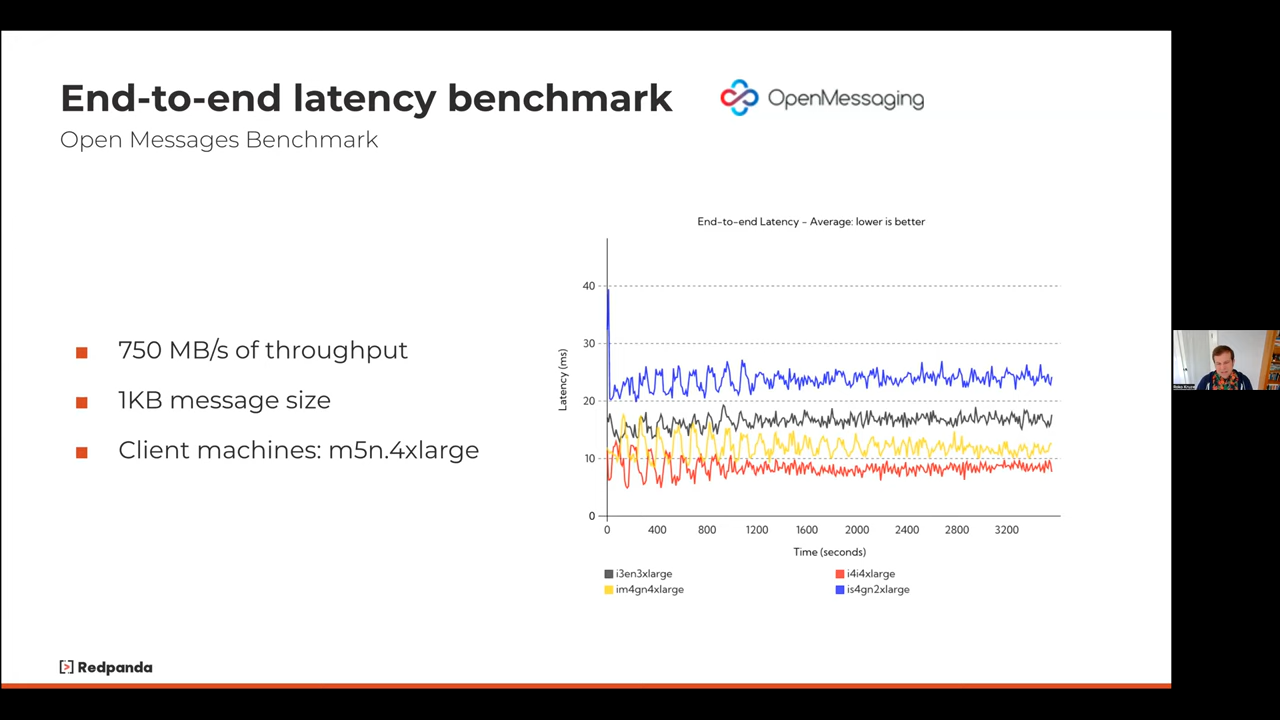 End-to-end latency benchmark
OpenMessaging
Open Messages Benchmark
750 MB/s of throughput
1KB message size
Client machines: m5n.4xlarge
End-to-end Latency - Average: lower is better
Latency (ms)
40
30
20
10
0
0 400 800 1200 1600 2000 2400 2800 3200
Time (seconds)
i3en3xlarge
i4i4xlarge
im4gn4xlarge
is4gn2xlarge
Redpanda